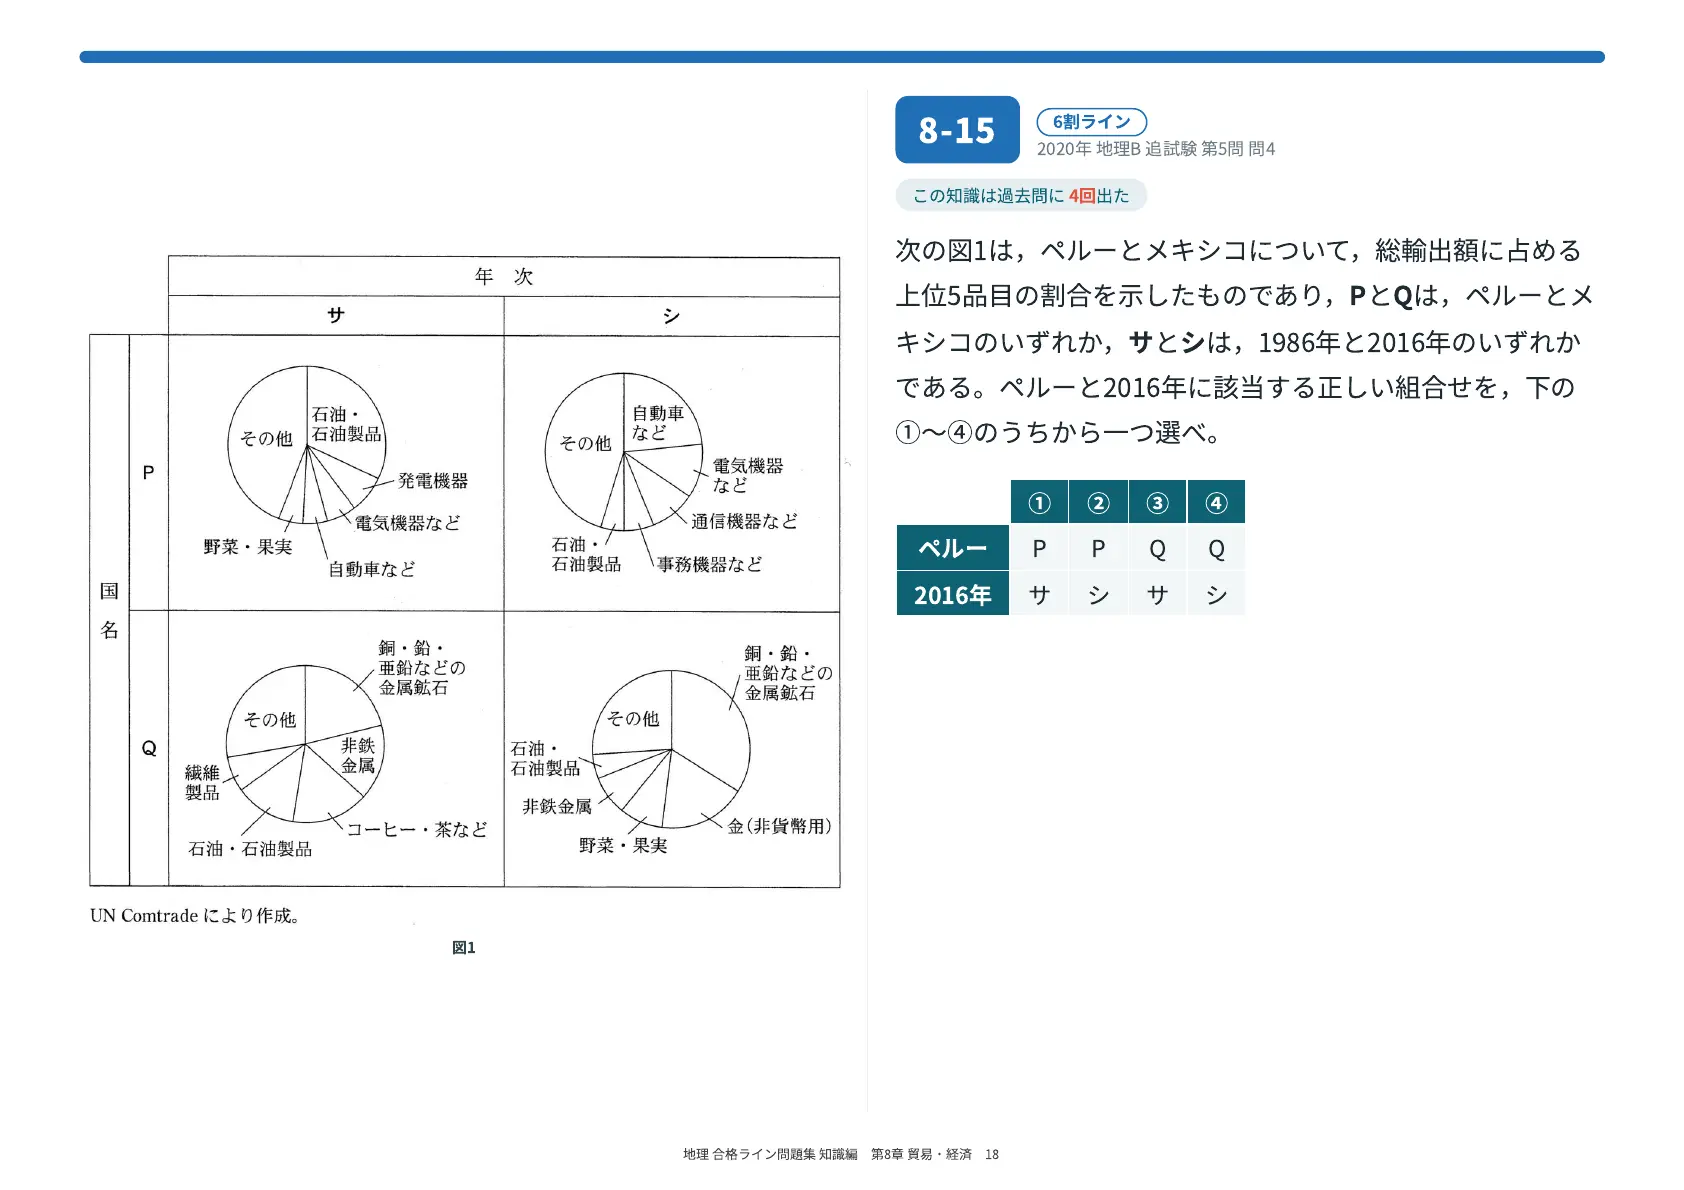 8-15
6割ライン
2020年 地理B 追試験 第5問 問4
この知識は過去問に 4回出た
次の図1は，ペルーとメキシコについて，総輸出額に占める
上位5品目の割合を示したものであり，PとQは，ペルーとメ
キシコのいずれか，サとシは，1986年と2016年のいずれか
である。ペルーと2016年に該当する正しい組合せを，下の
①～④のうちから一つ選べ。
① ② ③ ④
ペルー P P Q Q
2016年 サ シ サ シ
年 次
サ シ
国名
P
石油・
石油製品
発電機器
電気機器など
自動車など
野菜・果実
その他
自動車
など
電気機器
など
通信機器など
事務機器など
石油・
石油製品
その他
Q
銅・鉛・
亜鉛などの
金属鉱石
非鉄
金属
コーヒー・茶など
石油・石油製品
繊維
製品
その他
銅・鉛・
亜鉛などの
金属鉱石
金(非貨幣用)
野菜・果実
非鉄金属
石油・
石油製品
その他
UN Comtrade により作成。
図1
地理 合格ライン問題集 知識編 第8章 貿易・経済 18